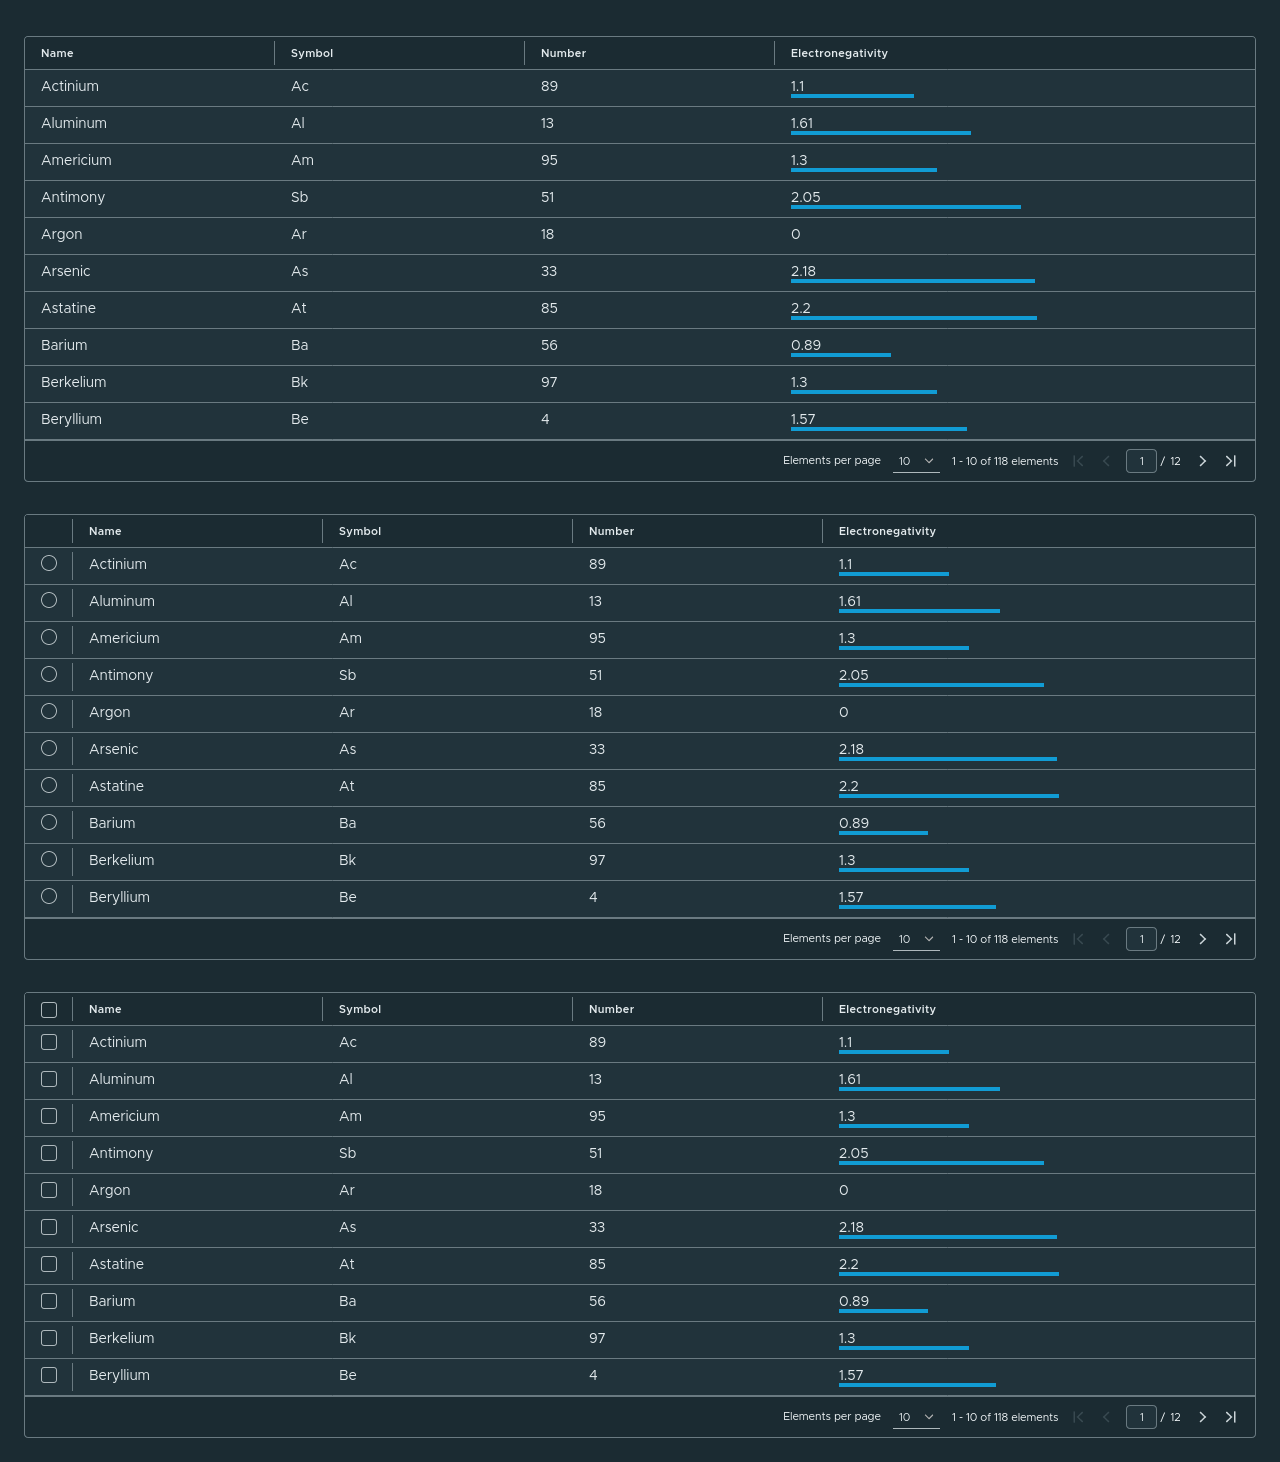 Name Symbol Number Electronegativity
Actinium Ac 89 1.1
Aluminum Al 13 1.61
Americium Am 95 1.3
Antimony Sb 51 2.05
Argon Ar 18 0
Arsenic As 33 2.18
Astatine At 85 2.2
Barium Ba 56 0.89
Berkelium Bk 97 1.3
Beryllium Be 4 1.57
Elements per page 10 1 - 10 of 118 elements 1 / 12
Name Symbol Number Electronegativity
Actinium Ac 89 1.1
Aluminum Al 13 1.61
Americium Am 95 1.3
Antimony Sb 51 2.05
Argon Ar 18 0
Arsenic As 33 2.18
Astatine At 85 2.2
Barium Ba 56 0.89
Berkelium Bk 97 1.3
Beryllium Be 4 1.57
Elements per page 10 1 - 10 of 118 elements 1 / 12
Name Symbol Number Electronegativity
Actinium Ac 89 1.1
Aluminum Al 13 1.61
Americium Am 95 1.3
Antimony Sb 51 2.05
Argon Ar 18 0
Arsenic As 33 2.18
Astatine At 85 2.2
Barium Ba 56 0.89
Berkelium Bk 97 1.3
Beryllium Be 4 1.57
Elements per page 10 1 - 10 of 118 elements 1 / 12